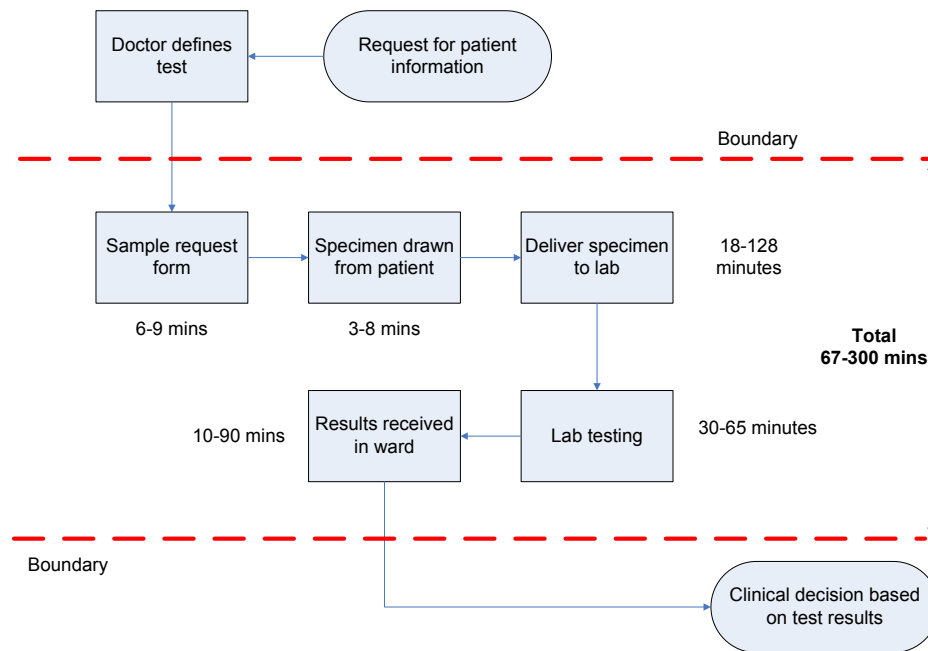 Doctor defines
test
Request for patient
information
Boundary
Sample request
form
Specimen drawn
from patient
Deliver specimen
to lab
18-128
minutes
6-9 mins
3-8 mins
Total
67-300 mins
10-90 mins
Results received
in ward
Lab testing
30-65 minutes
Boundary
Clinical decision based
on test results